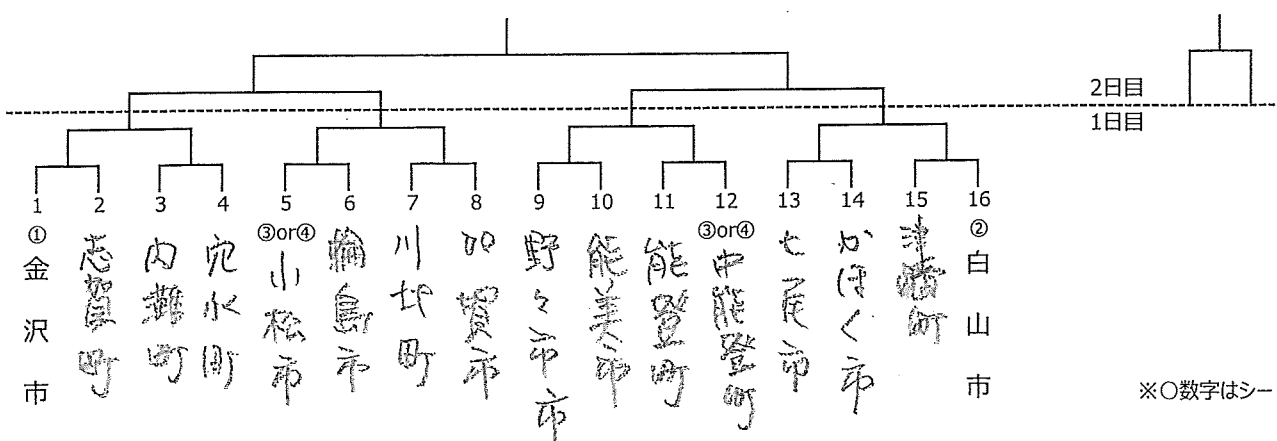 2日目
1日目
1 2 3 4 5 6 7 8 9 10 11 12 13 14 15 16
① ③or④ ③or④ ②
金沢市
志賀町
内灘町
穴水町
小松市
輪島市
川北町
加賀市
野々市市
能美市
能登町
中能登町
七尾市
かほく市
津幡町
白山市
※○数字はシー